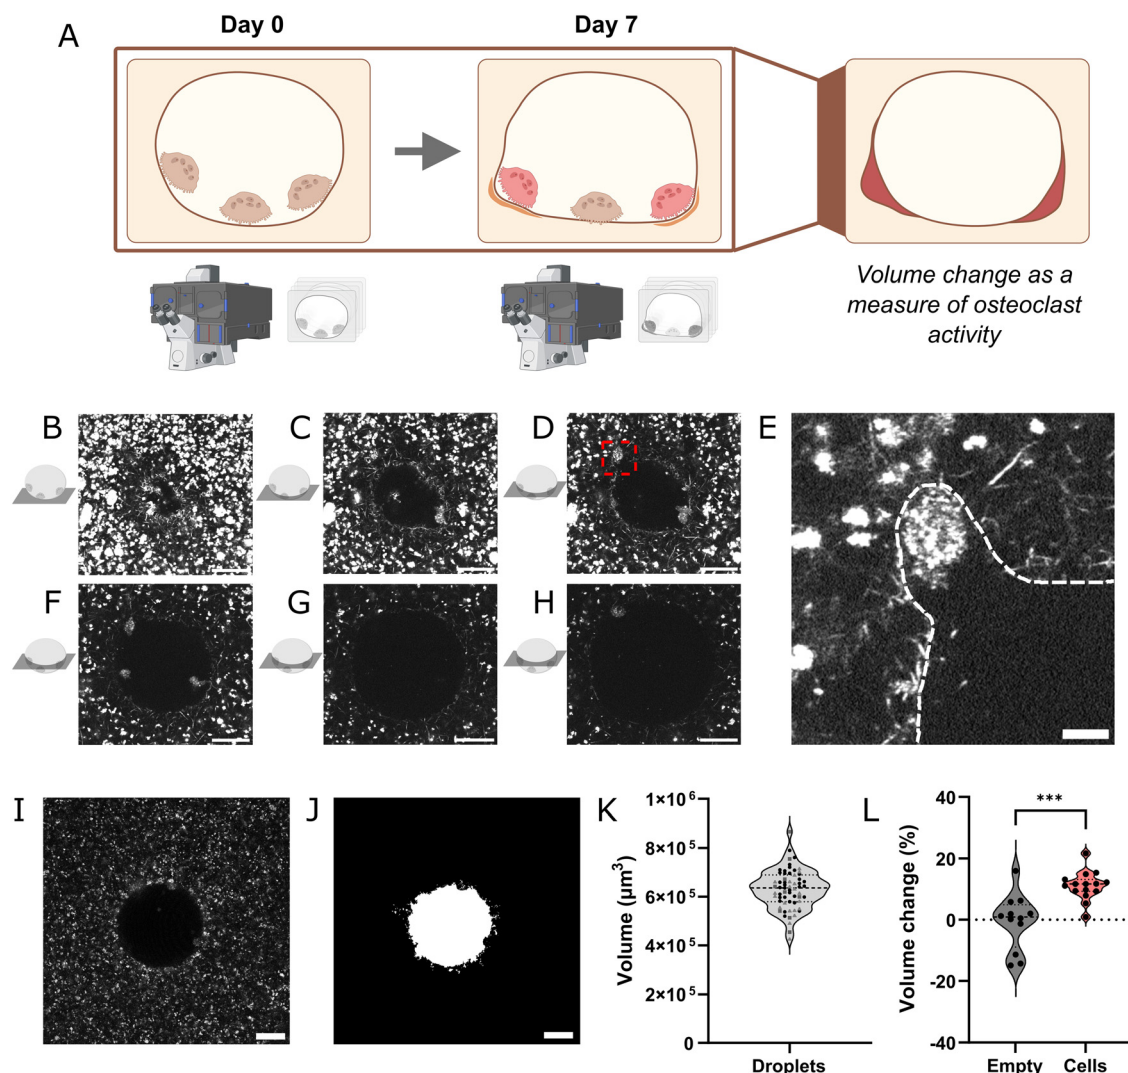 A
Day 0
Day 7
Volume change as a
measure of osteoclast
activity
B
C
D
E
F
G
H
I
J
K
Volume (µm³)
1×10⁶
8×10⁵
6×10⁵
4×10⁵
2×10⁵
0
Droplets
L
Volume change (%)
40
20
0
-20
-40
***
Empty
Cells